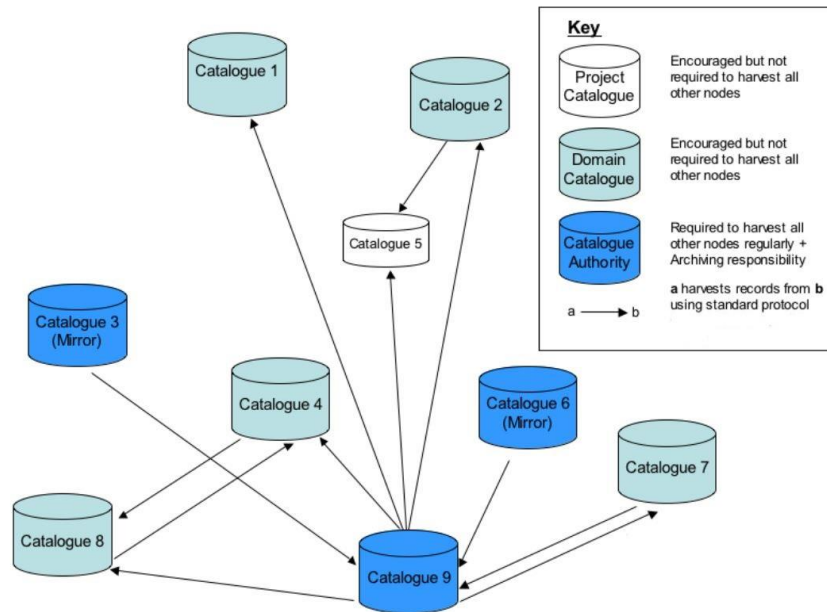 Catalogue 1
Catalogue 2
Catalogue 5
Catalogue 3
(Mirror)
Catalogue 4
Catalogue 6
(Mirror)
Catalogue 7
Catalogue 8
Catalogue 9
Key
Project
Catalogue
Encouraged but not
required to harvest all
other nodes
Domain
Catalogue
Encouraged but not
required to harvest all
other nodes
Catalogue
Authority
Required to harvest all
other nodes regularly +
Archiving responsibility
a b
a harvests records from b
using standard protocol